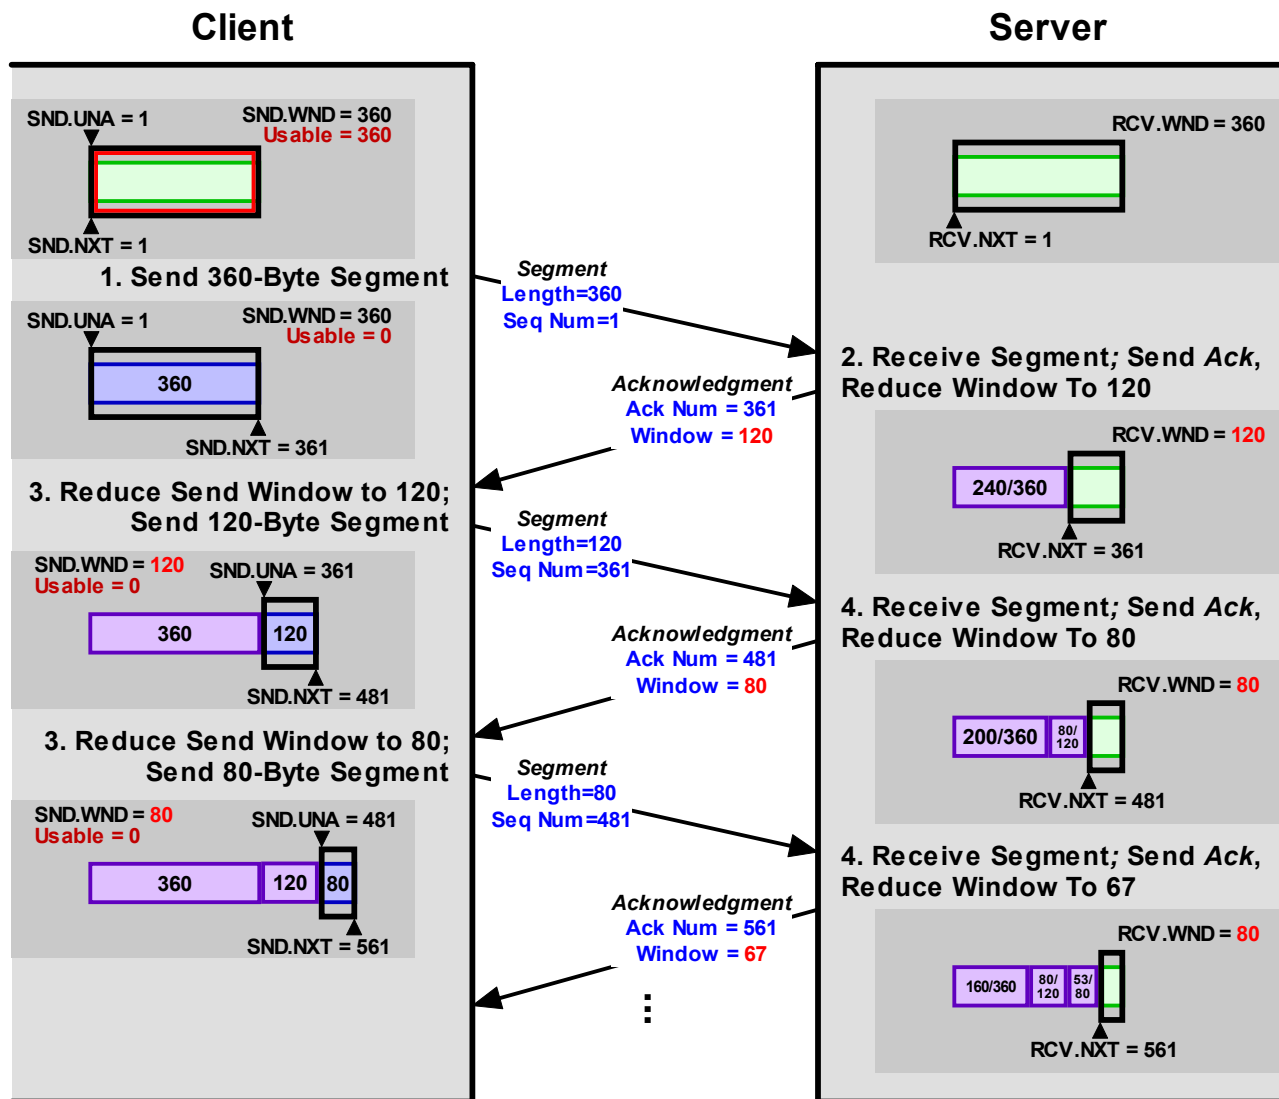 Client
Server
SND.UNA = 1
SND.WND = 360
Usable = 360
SND.NXT = 1
RCV.WND = 360
RCV.NXT = 1
1. Send 360-Byte Segment
Segment
Length=360
Seq Num=1
SND.UNA = 1
SND.WND = 360
Usable = 0
360
SND.NXT = 361
2. Receive Segment; Send Ack,
Reduce Window To 120
Acknowledgment
Ack Num = 361
Window = 120
RCV.WND = 120
240/360
RCV.NXT = 361
3. Reduce Send Window to 120;
Send 120-Byte Segment
Segment
Length=120
Seq Num=361
SND.WND = 120
Usable = 0
SND.UNA = 361
360
120
SND.NXT = 481
4. Receive Segment; Send Ack,
Reduce Window To 80
Acknowledgment
Ack Num = 481
Window = 80
RCV.WND = 80
200/360
80/
120
RCV.NXT = 481
3. Reduce Send Window to 80;
Send 80-Byte Segment
Segment
Length=80
Seq Num=481
SND.WND = 80
Usable = 0
SND.UNA = 481
360
120
80
SND.NXT = 561
4. Receive Segment; Send Ack,
Reduce Window To 67
Acknowledgment
Ack Num = 561
Window = 67
RCV.WND = 80
160/360
80/
120
53/
80
RCV.NXT = 561